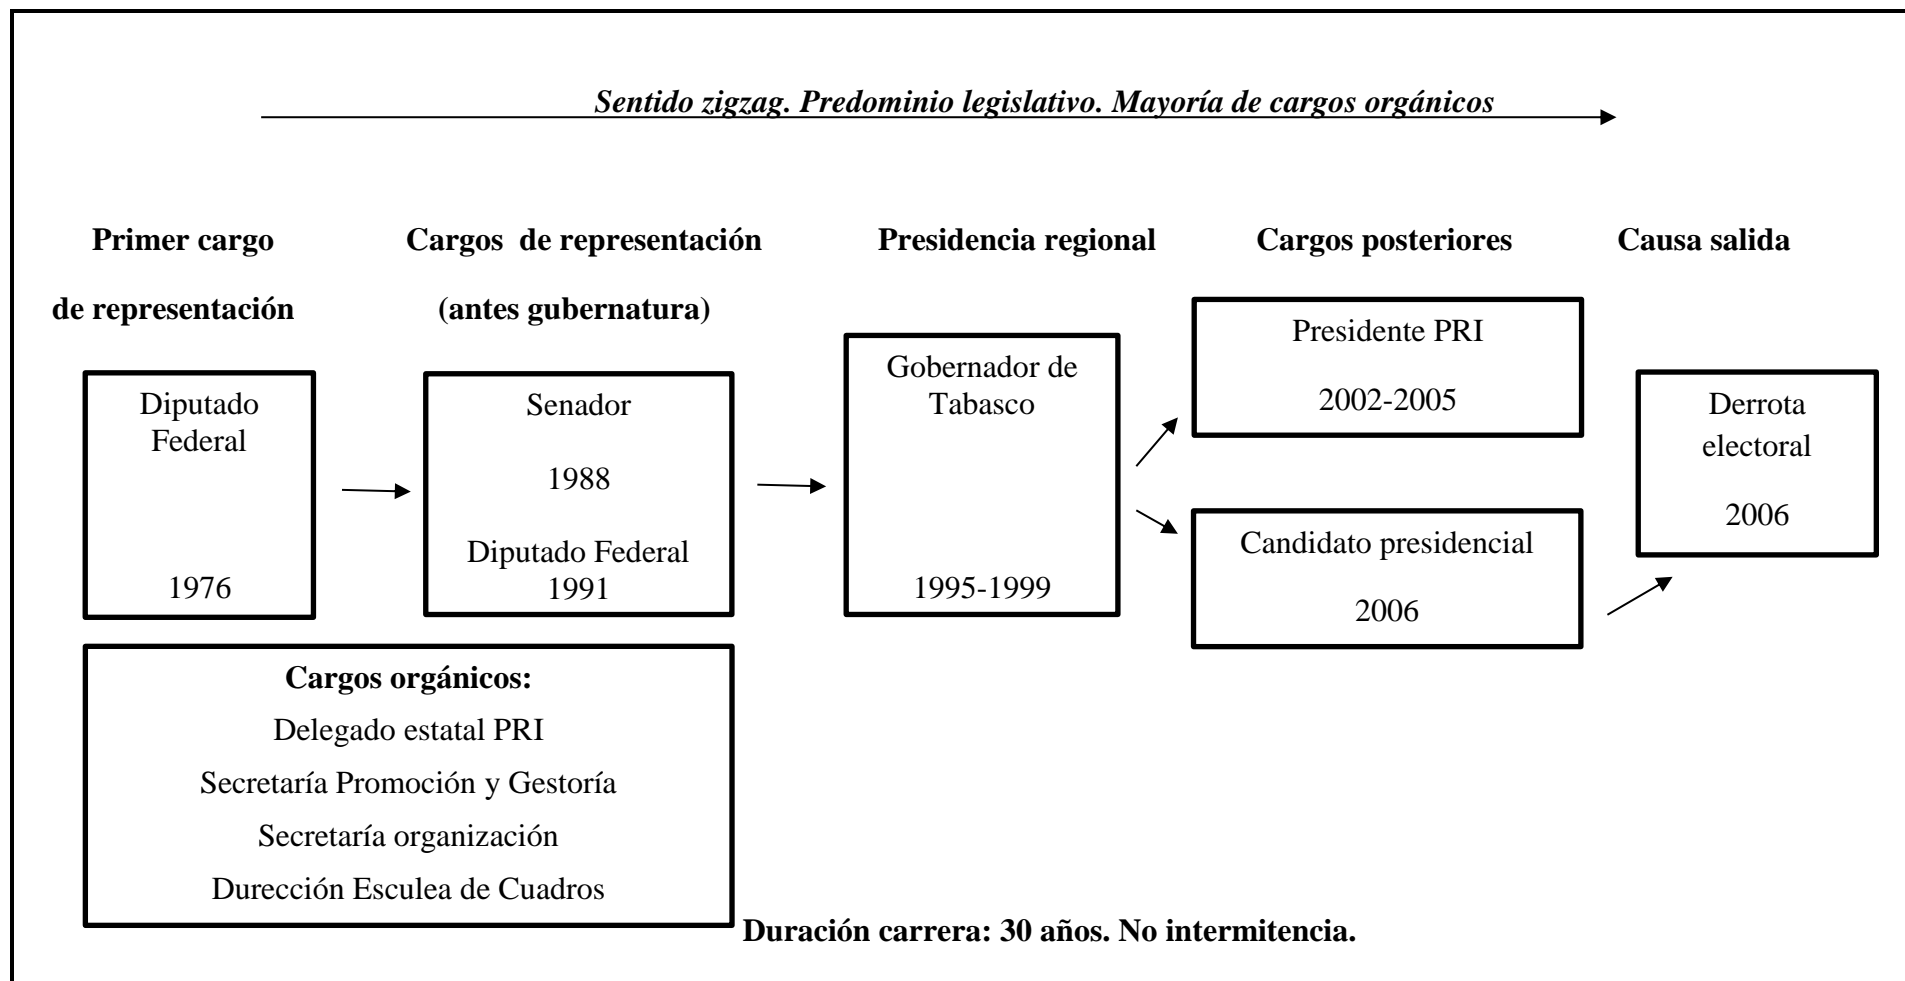 Sentido zigzag. Predominio legislativo. Mayoría de cargos orgánicos
Primer cargo
de representación
Cargos de representación
(antes gubernatura)
Presidencia regional
Cargos posteriores
Causa salida
Diputado
Federal
1976
Senador
1988
Diputado Federal
1991
Gobernador de
Tabasco
1995-1999
Presidente PRI
2002-2005
Candidato presidencial
2006
Derrota
electoral
2006
Cargos orgánicos:
Delegado estatal PRI
Secretaría Promoción y Gestoría
Secretaría organización
Durección Esculea de Cuadros
Duración carrera: 30 años. No intermitencia.